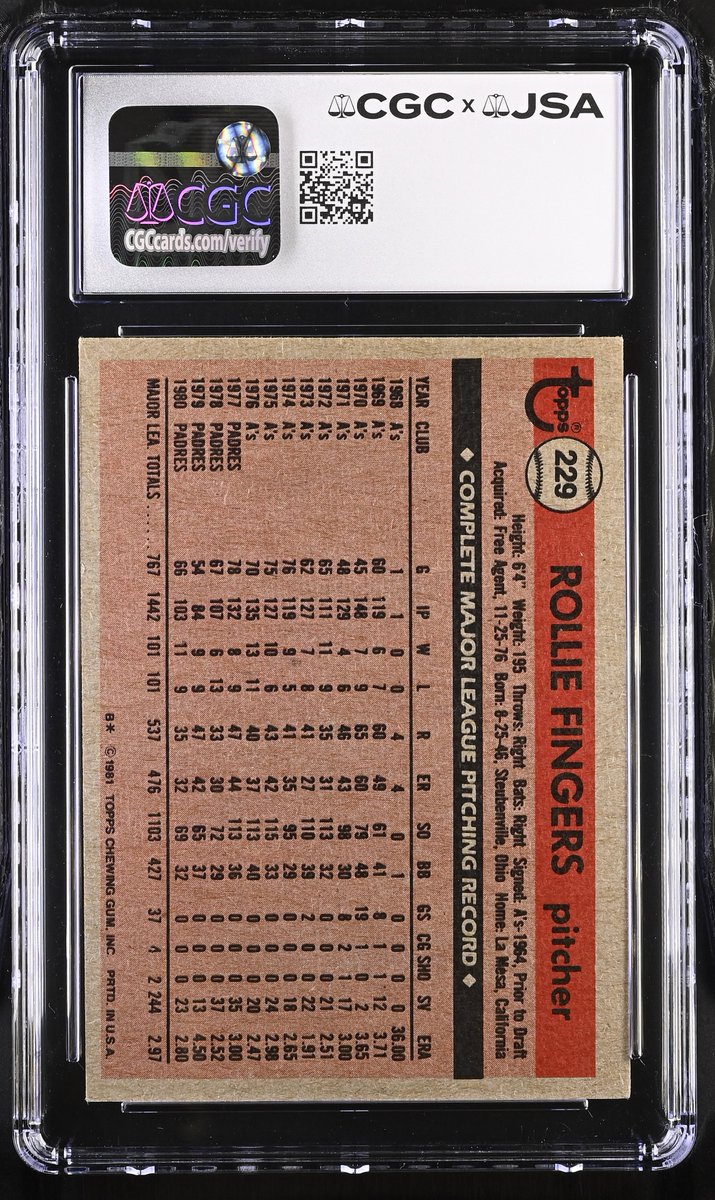 CGC x JSA
CGC
CGCcards.com/verify
topps®
229
ROLLIE FINGERS pitcher
Height: 6'4" Weight: 195 Throws: Right Bats: Right Signed: A's-1964, Prior to Draft
Acquired: Free Agent, 11-25-76 Born: 8-25-46, Steubenville, Ohio Home: La Mesa, California
◆ COMPLETE MAJOR LEAGUE PITCHING RECORD ◆
YEAR CLUB G IP W L R ER SO BB GS CG SHO SV ERA
1968 A's 1 1 0 0 4 4 0 1 0 0 0 0 36.00
1969 A's 60 119 6 7 60 49 61 41 8 1 1 12 3.71
1970 A's 45 148 7 9 65 60 79 48 19 1 0 2 3.65
1971 A's 48 129 4 6 46 43 98 30 8 2 1 17 3.00
1972 A's 65 111 11 9 35 31 113 32 0 0 0 21 2.51
1973 A's 62 127 7 8 41 27 110 39 2 0 0 22 1.91
1974 A's 76 119 9 5 41 35 95 29 0 0 0 18 2.65
1975 A's 75 127 10 6 43 42 115 33 0 0 0 24 2.98
1976 A's 70 135 13 11 40 37 113 40 0 0 0 20 2.47
1977 PADRES 78 132 8 9 47 44 113 36 0 0 0 35 3.00
1978 PADRES 67 107 6 13 33 30 72 29 0 0 0 37 2.52
1979 PADRES 54 84 9 9 47 42 65 37 0 0 0 13 4.50
1980 PADRES 66 103 11 9 35 32 69 32 0 0 0 23 2.80
MAJOR LEA. TOTALS ...... 767 1442 101 101 537 476 1103 427 37 4 2 244 2.97
B* ©1981 TOPPS CHEWING GUM, INC. PRTD. IN U.S.A.